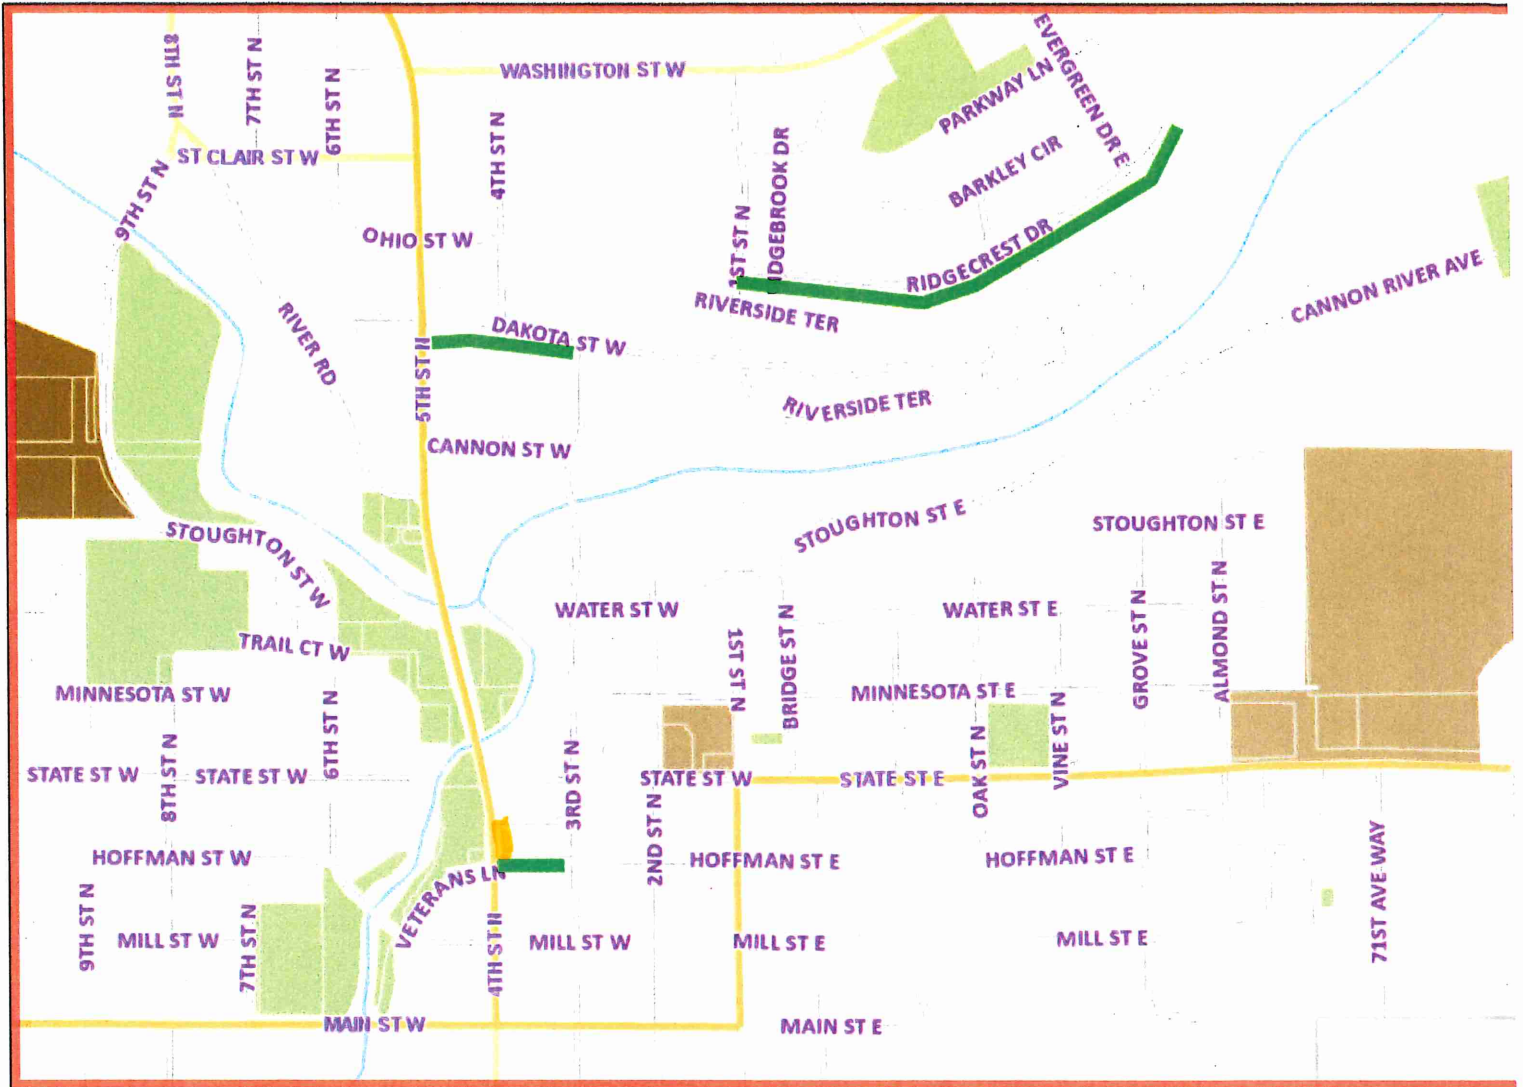 8TH ST N
7TH ST N
6TH ST N
WASHINGTON ST W
EVERGREEN DR E
PARKWAY LN
ST CLAIR ST W
4TH ST N
BARKLEY CIR
9TH ST N
OHIO ST W
1ST ST N
IDGEBROOK DR
RIDGECREST DR
CANNON RIVER AVE
RIVER RD
RIVERSIDE TER
DAKOTA ST W
5TH ST N
RIVERSIDE TER
CANNON ST W
STOUGHTON ST W
STOUGHTON ST E
STOUGHTON ST E
WATER ST W
WATER ST E
TRAIL CT W
1ST ST N
BRIDGE ST N
GROVE ST N
ALMOND ST N
MINNESOTA ST W
MINNESOTA ST E
6TH ST N
8TH ST N
STATE ST W
STATE ST W
3RD ST N
STATE ST W
STATE ST E
OAK ST N
VINE ST N
2ND ST N
HOFFMAN ST W
HOFFMAN ST E
HOFFMAN ST E
VETERANS LN
71ST AVE WAY
9TH ST N
MILL ST W
7TH ST N
4TH ST N
MILL ST W
MILL ST E
MILL ST E
MAIN ST W
MAIN ST E